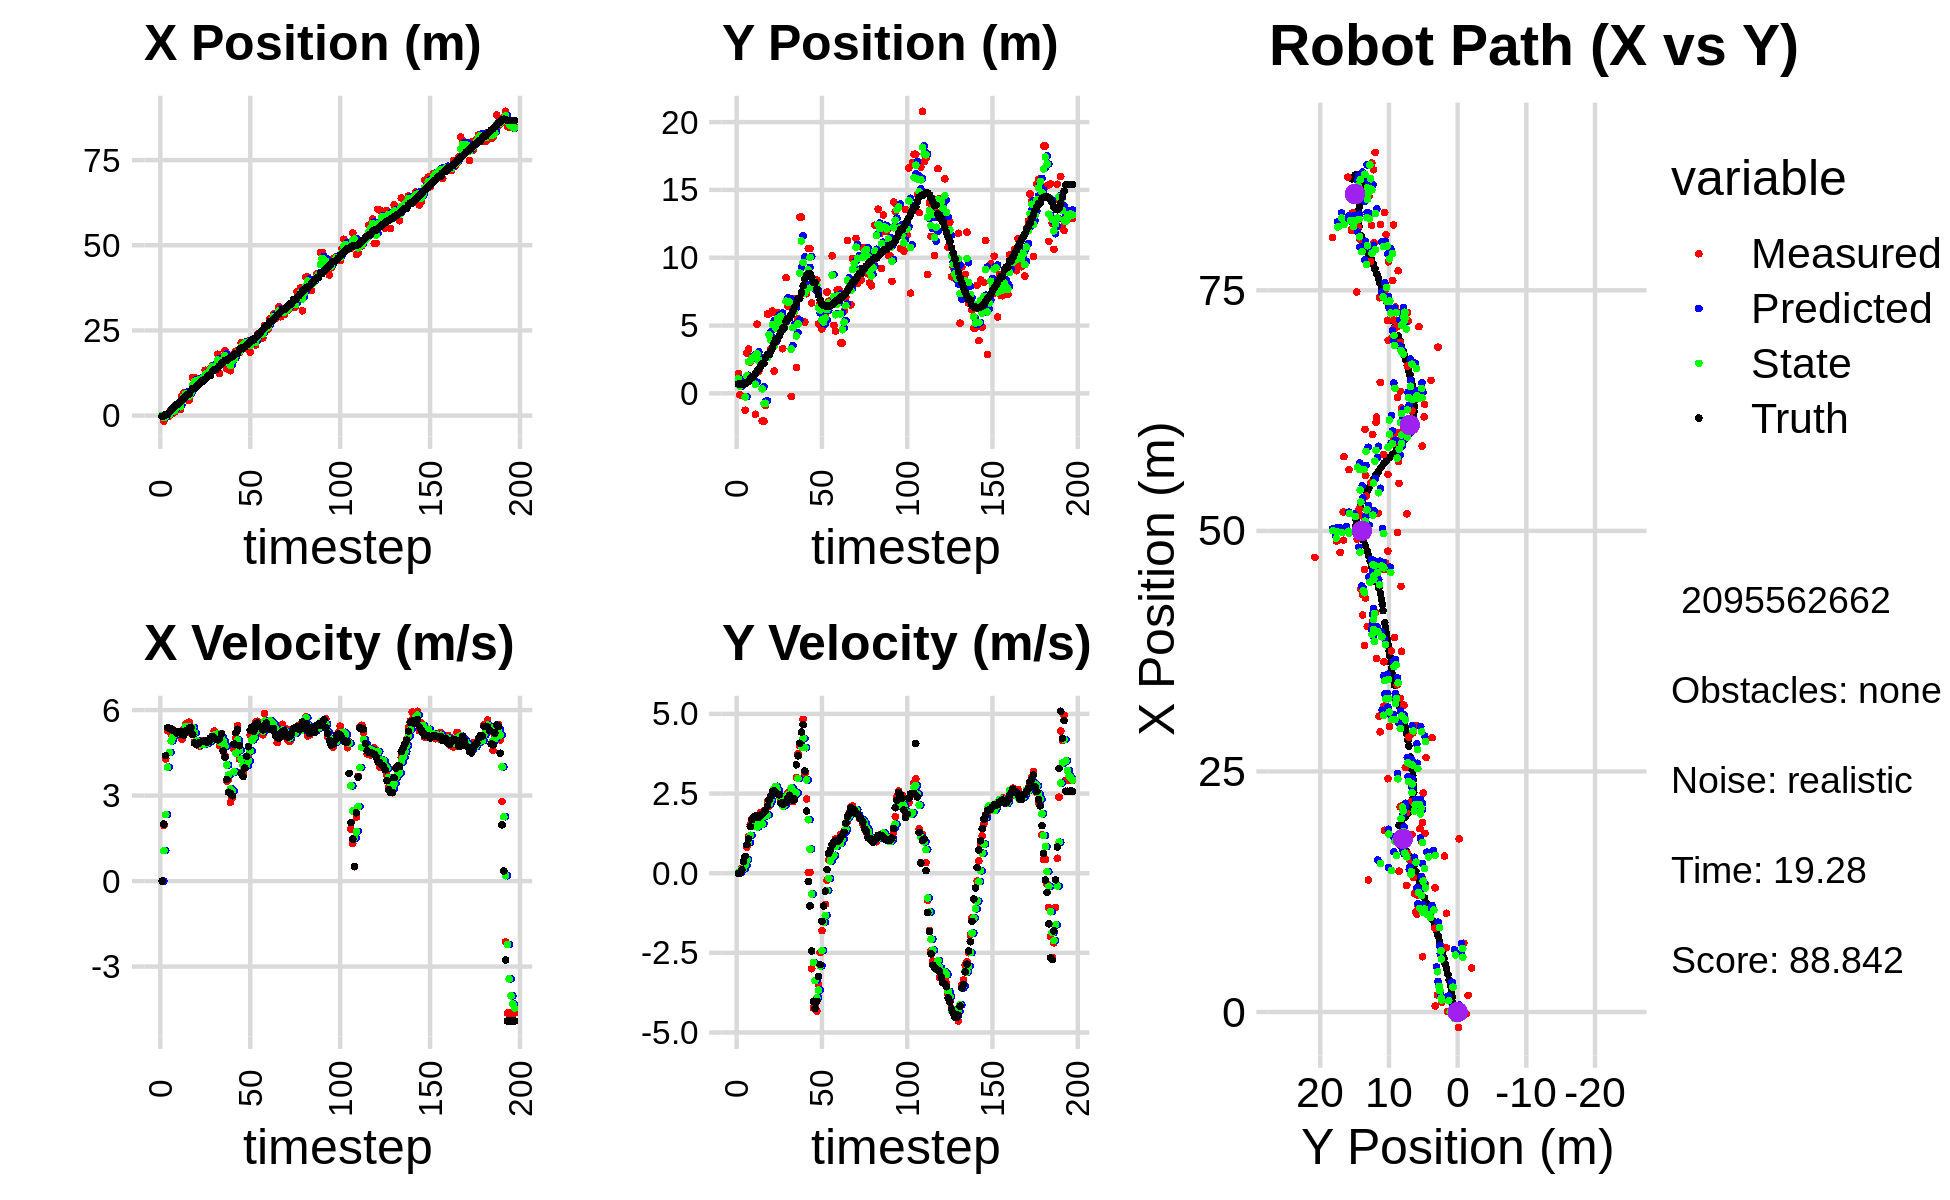 X Position (m)
75
50
25
0
0
50
100
150
200
timestep
Y Position (m)
20
15
10
5
0
0
50
100
150
200
timestep
X Velocity (m/s)
6
3
0
-3
0
50
100
150
200
timestep
Y Velocity (m/s)
5.0
2.5
0.0
-2.5
-5.0
0
50
100
150
200
timestep
Robot Path (X vs Y)
X Position (m)
75
50
25
0
20
10
0
-10
-20
Y Position (m)
variable
Measured
Predicted
State
Truth
2095562662
Obstacles: none
Noise: realistic
Time: 19.28
Score: 88.842